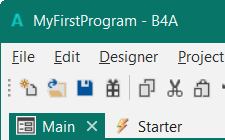 A MyFirstProgram - B4A
File Edit Designer Project
Main × Starter